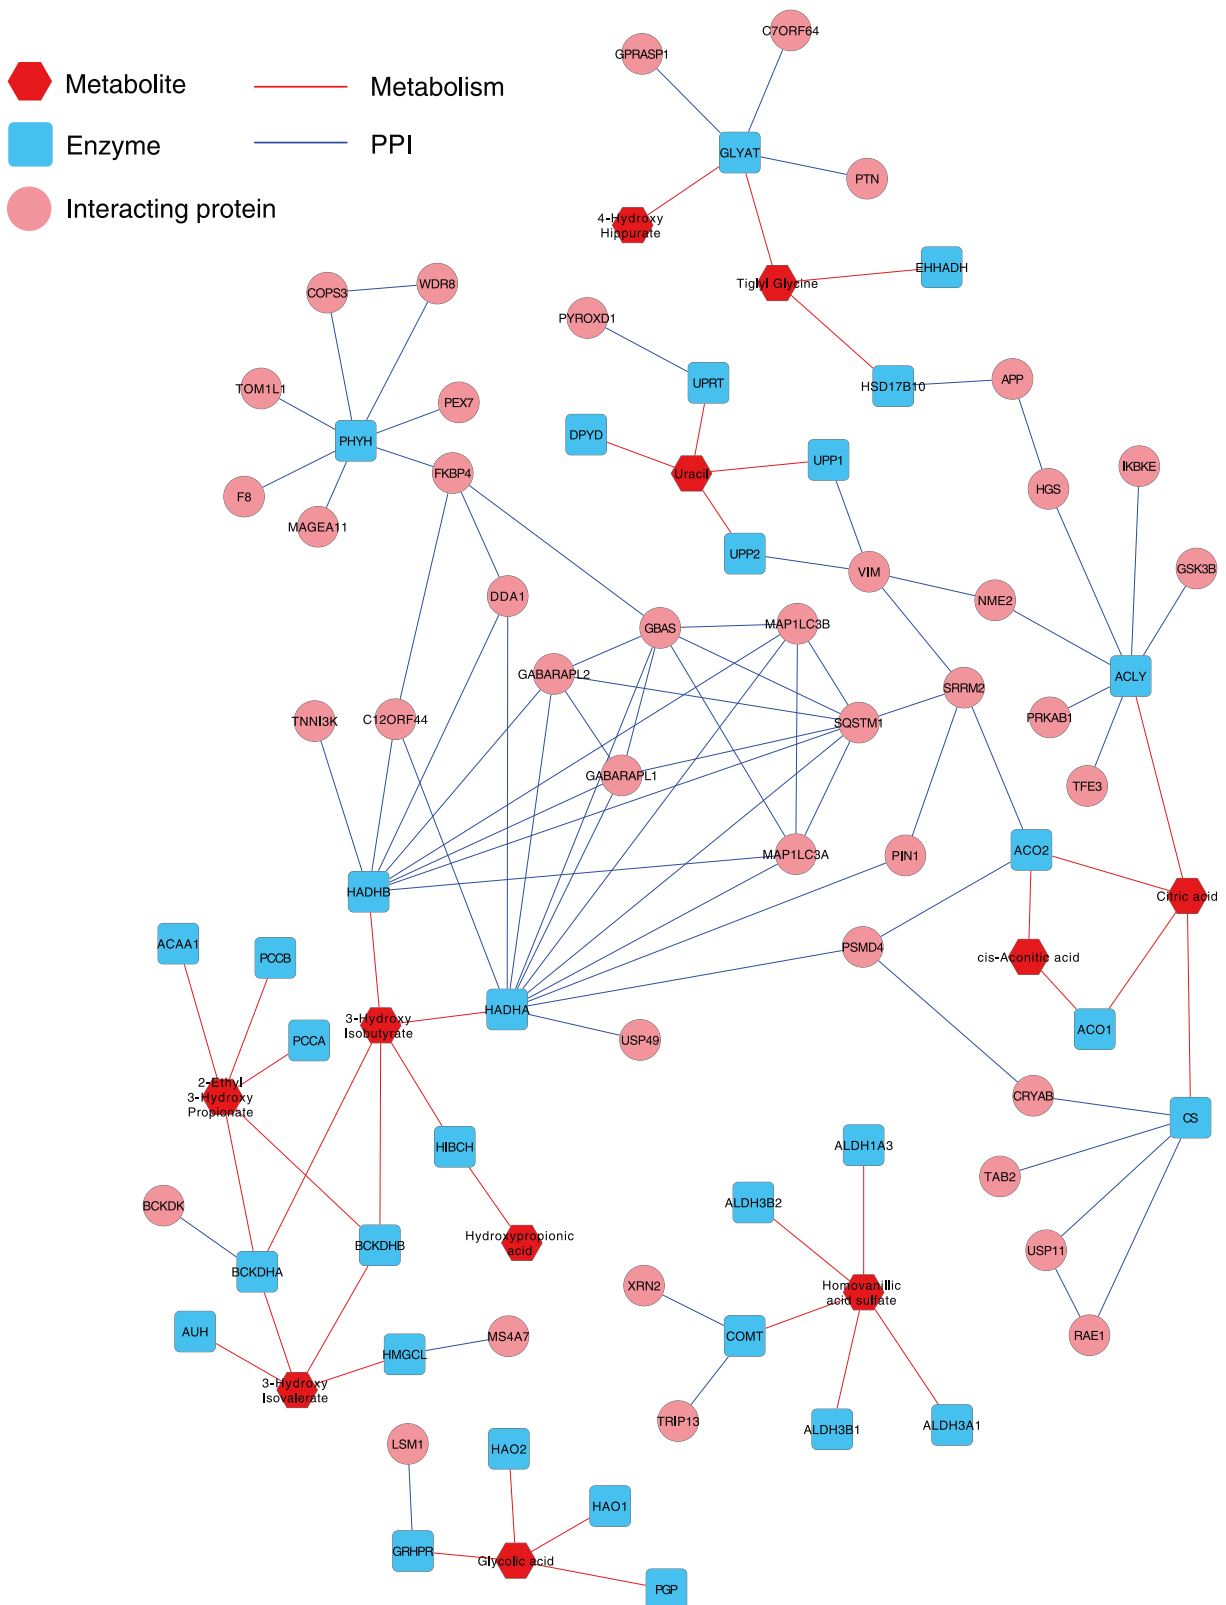 C7ORF64
GPRASP1
Metabolite
Metabolism
Enzyme
PPI
GLYAT
PTN
Interacting protein
4-Hydroxy
Hippurate
EHHADH
Tiglyl Glycine
COPS3
WDR8
PYROXD1
UPRT
HSD17B10
APP
TOM1L1
PEX7
DPYD
PHYH
UPP1
FKBP4
Uracil
IKBKE
HGS
F8
MAGEA11
UPP2
VIM
GSK3B
DDA1
NME2
GBAS
MAP1LC3B
GABARAPL2
ACLY
SRRM2
TNNI3K
C12ORF44
SQSTM1
PRKAB1
GABARAPL1
TFE3
MAP1LC3A
PIN1
ACO2
HADHB
Citric acid
ACAA1
PCCB
PSMD4
cis-Aconitic acid
HADHA
3-Hydroxy
Isobutyrate
ACO1
PCCA
USP49
2-Ethyl
3-Hydroxy
Propionate
CRYAB
CS
HIBCH
ALDH1A3
TAB2
ALDH3B2
BCKDK
Hydroxypropionic
acid
BCKDHB
USP11
BCKDHA
XRN2
Homovanillic
acid sulfate
AUH
MS4A7
COMT
RAE1
HMGCL
3-Hydroxy
Isovalerate
TRIP13
ALDH3B1
ALDH3A1
LSM1
HAO2
HAO1
GRHPR
Glycolic acid
PGP